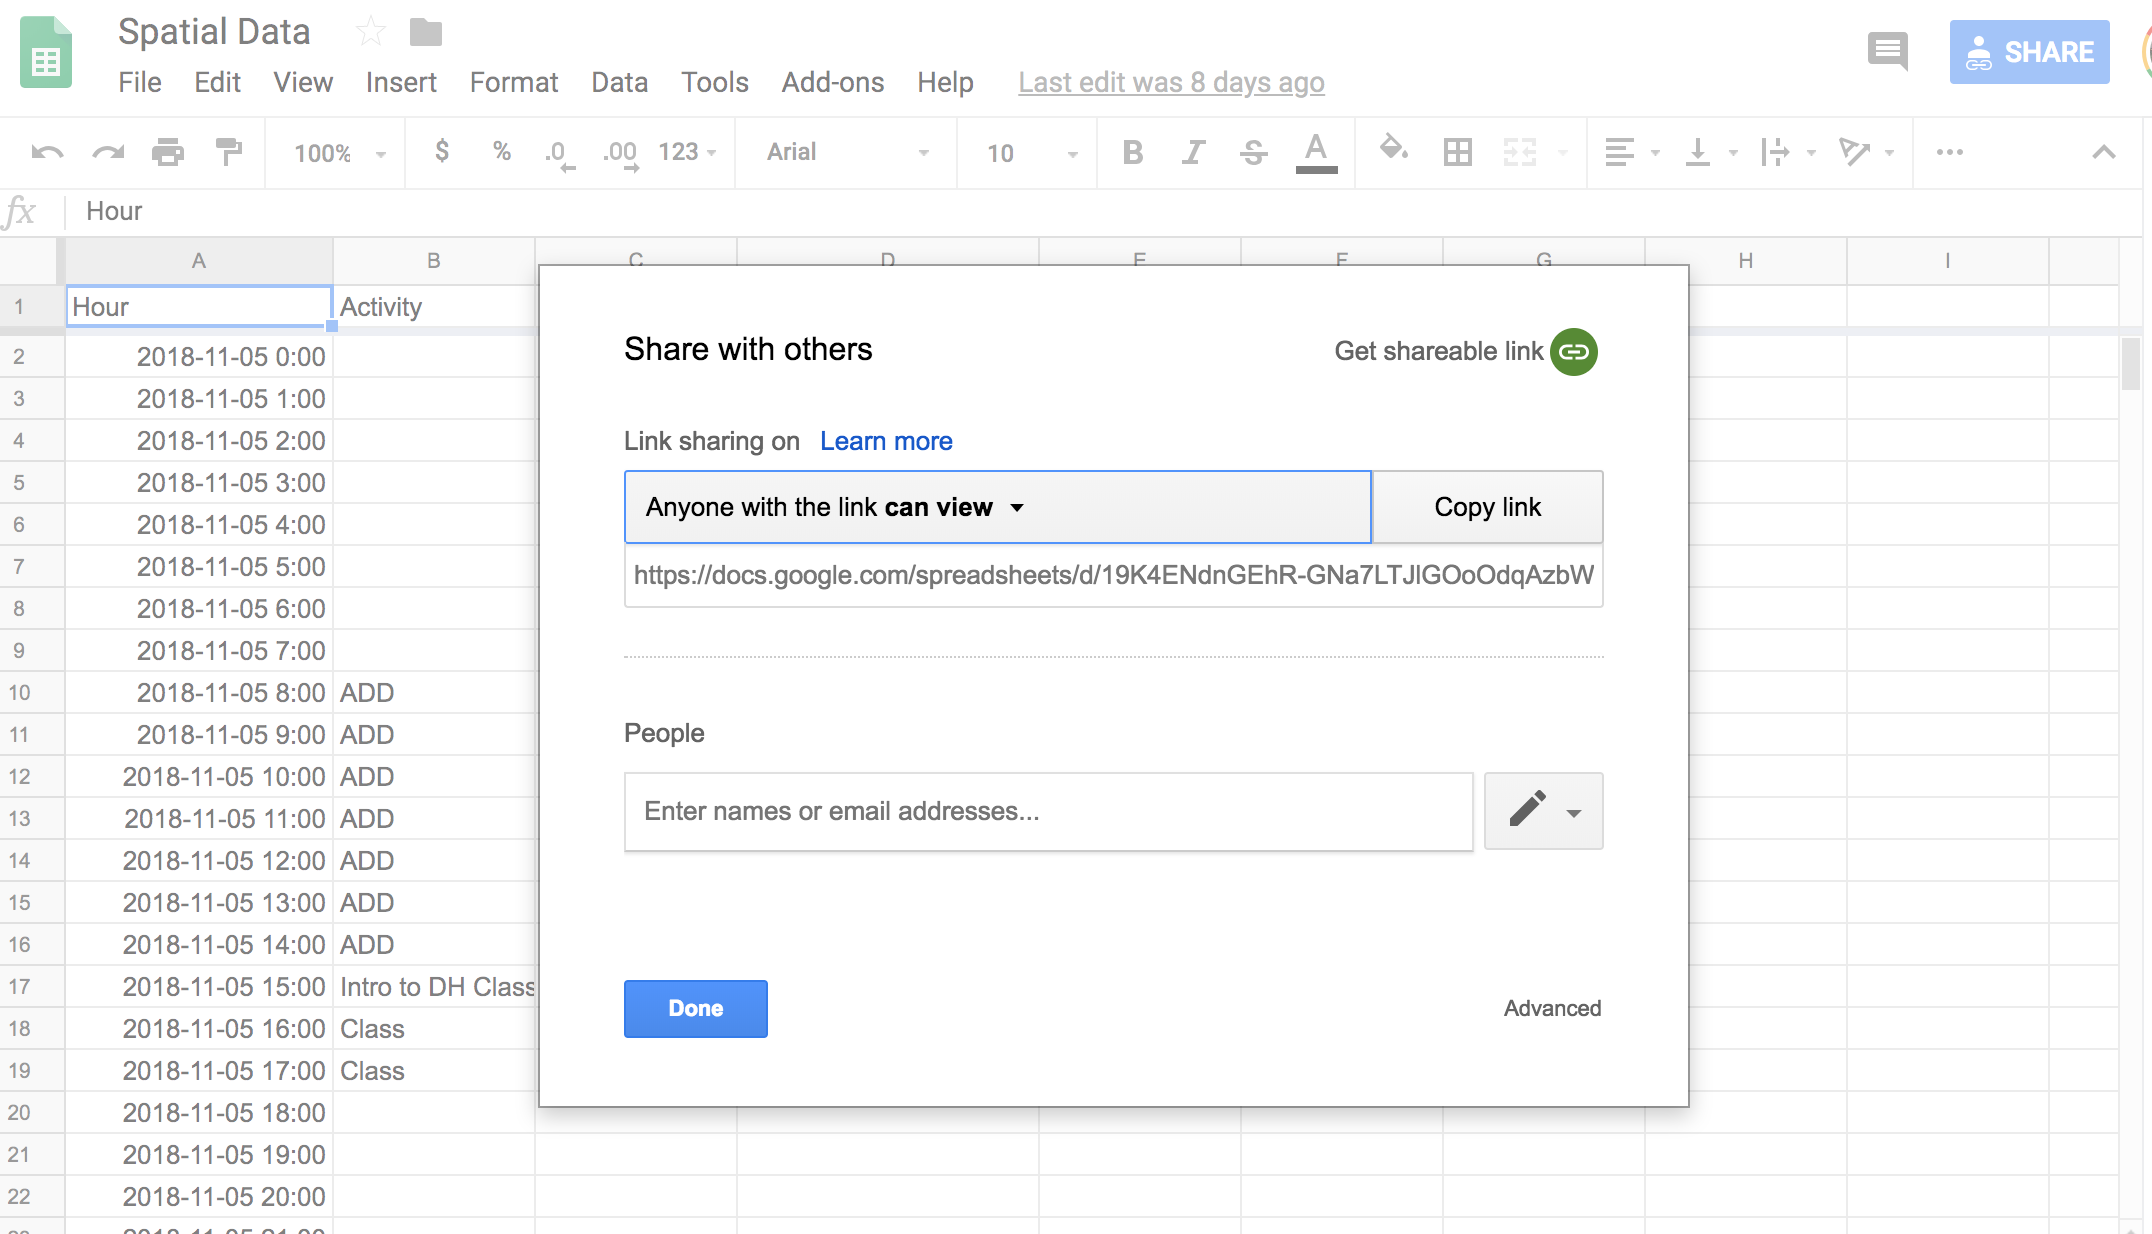 Spatial Data
File Edit View Insert Format Data Tools Add-ons Help Last edit was 8 days ago
SHARE
100% $ % .0 .00 123 Arial 10 B I S A
fx Hour
A B C D E F G H I
1 Hour Activity
2 2018-11-05 0:00
3 2018-11-05 1:00
4 2018-11-05 2:00
5 2018-11-05 3:00
6 2018-11-05 4:00
7 2018-11-05 5:00
8 2018-11-05 6:00
9 2018-11-05 7:00
10 2018-11-05 8:00 ADD
11 2018-11-05 9:00 ADD
12 2018-11-05 10:00 ADD
13 2018-11-05 11:00 ADD
14 2018-11-05 12:00 ADD
15 2018-11-05 13:00 ADD
16 2018-11-05 14:00 ADD
17 2018-11-05 15:00 Intro to DH Class
18 2018-11-05 16:00 Class
19 2018-11-05 17:00 Class
20 2018-11-05 18:00
21 2018-11-05 19:00
22 2018-11-05 20:00
Share with others
Get shareable link
Link sharing on Learn more
Anyone with the link can view
Copy link
https://docs.google.com/spreadsheets/d/19K4ENdnGEhR-GNa7LTJIGOoOdqAzbW
People
Enter names or email addresses...
Done
Advanced